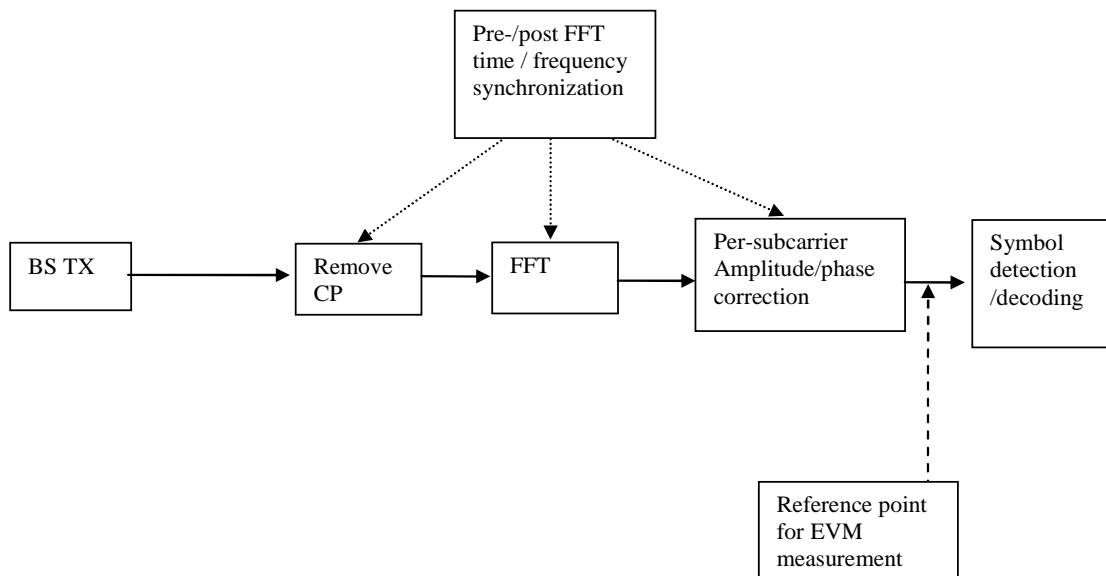 Pre-/post FFT
time / frequency
synchronization
BS TX
Remove
CP
FFT
Per-subcarrier
Amplitude/phase
correction
Symbol
detection
/decoding
Reference point
for EVM
measurement